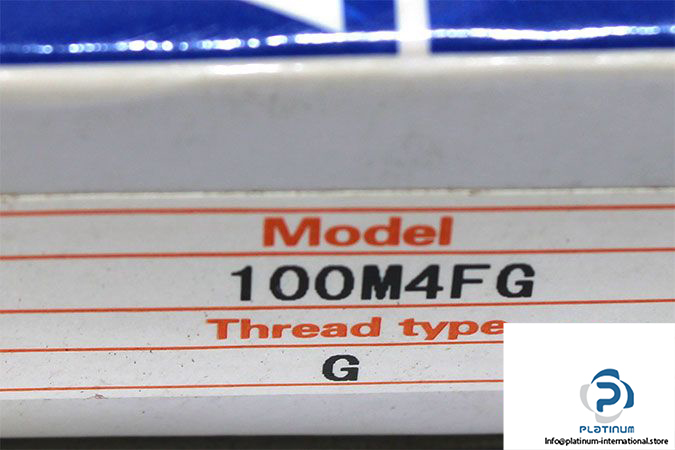 Model
100M4FG
Thread type
G
PLATINUM
Info@platinum-international.store